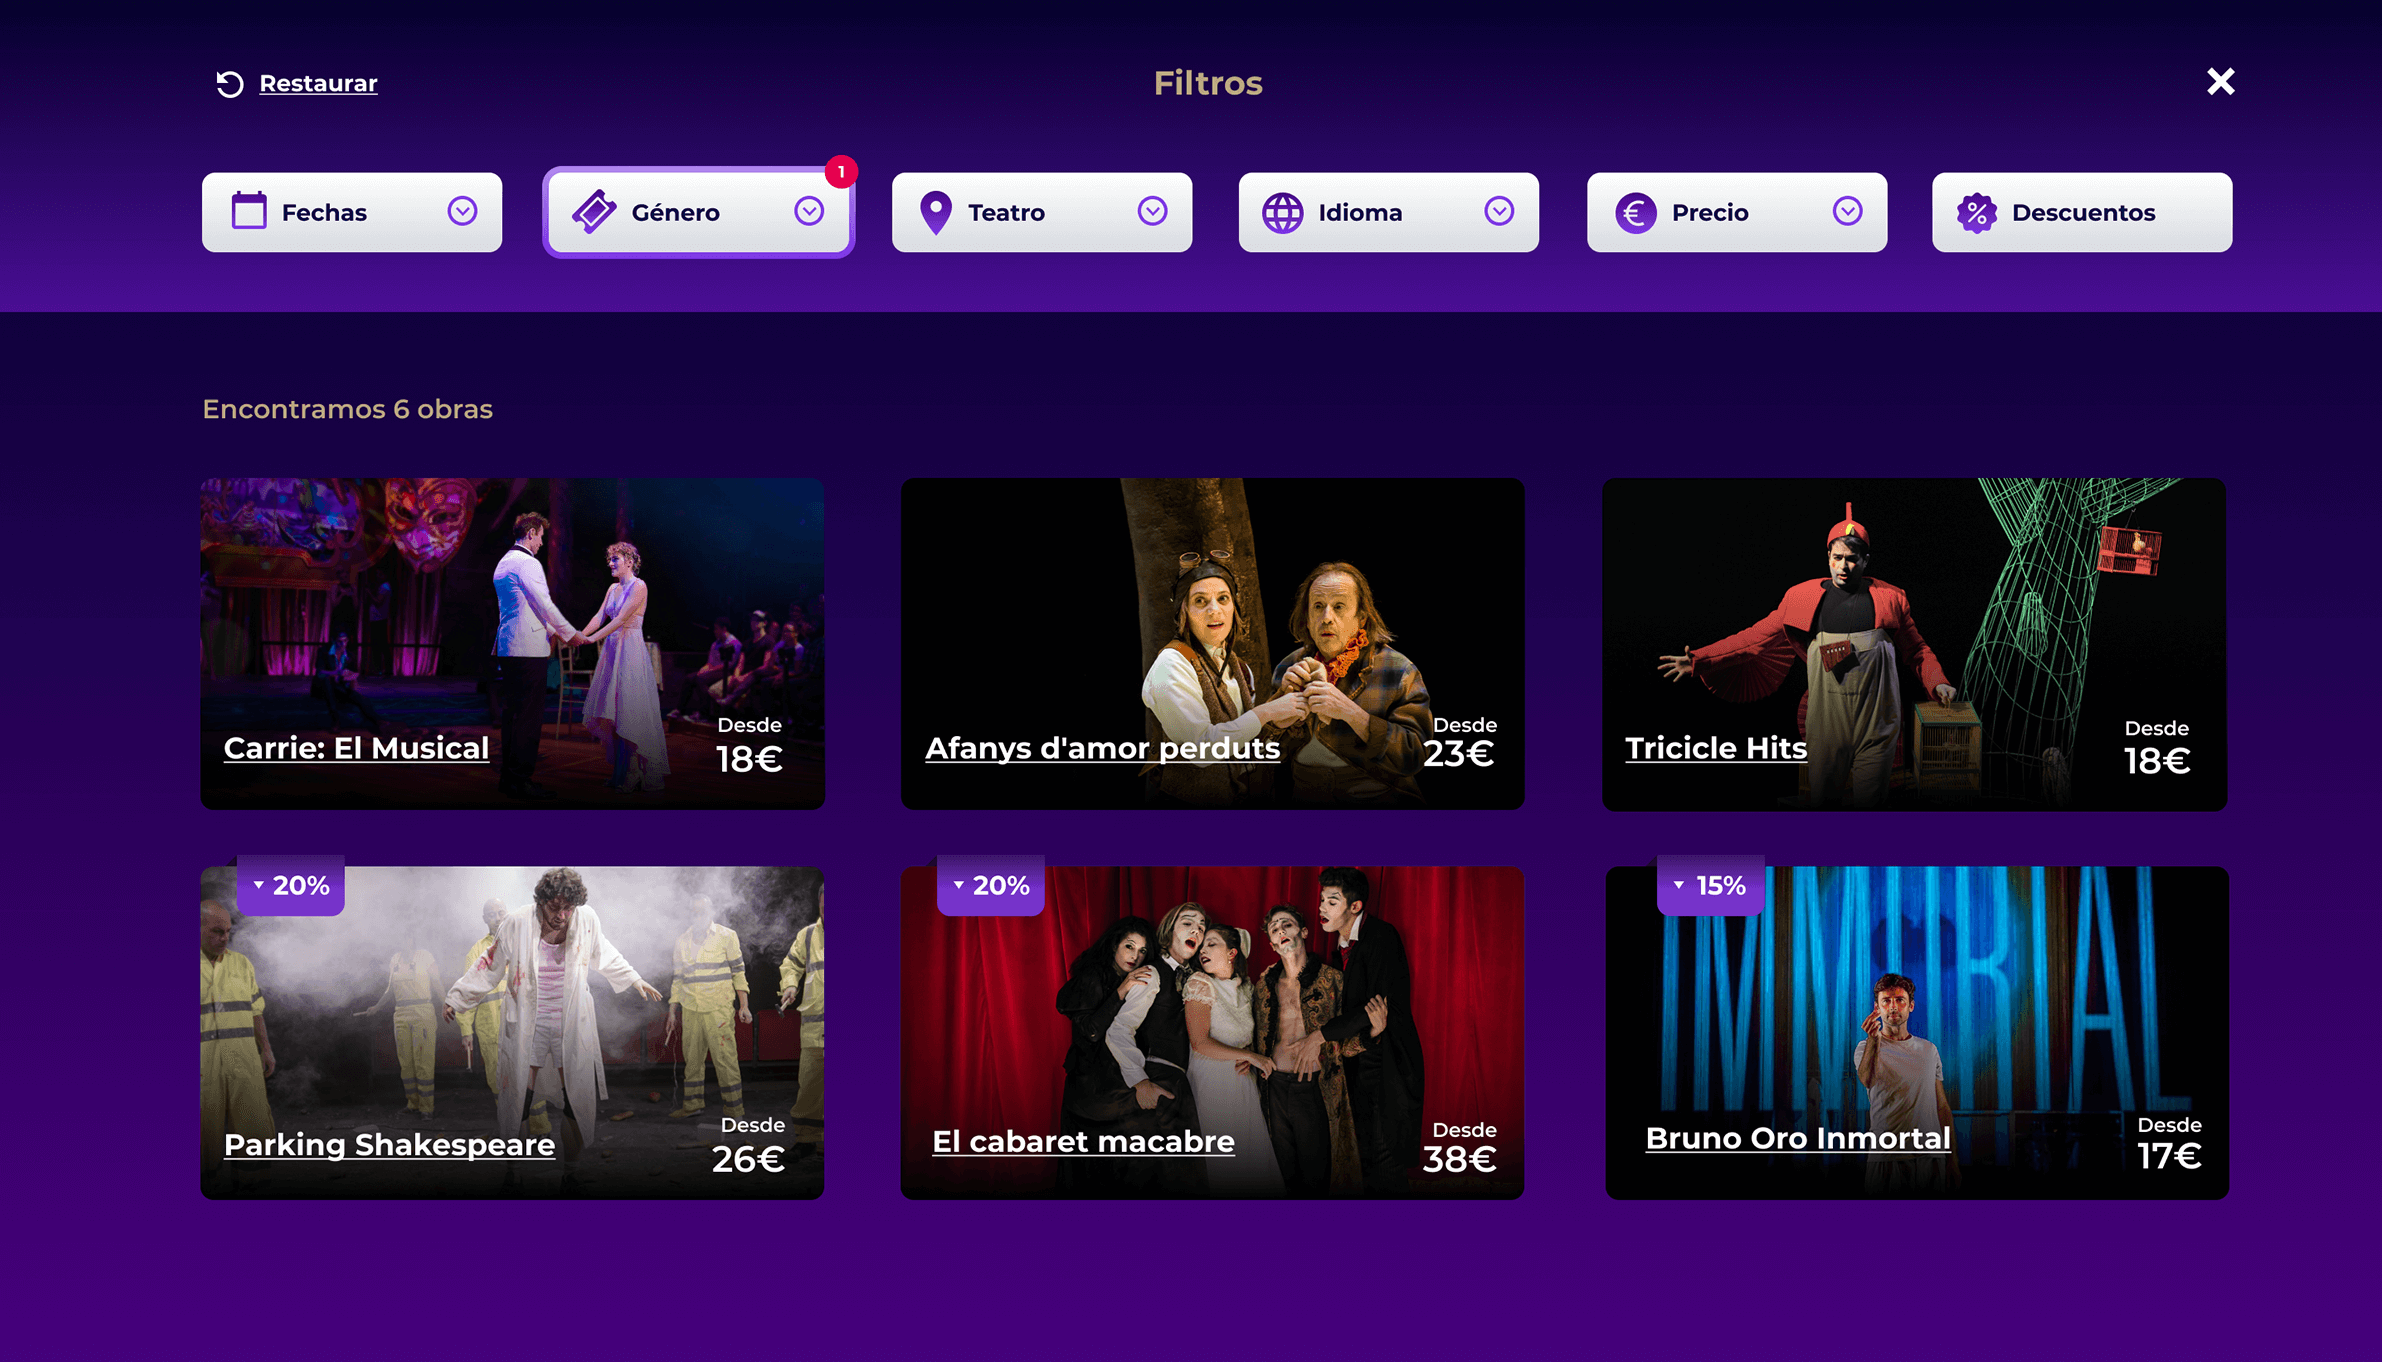 Restaurar
Filtros
Fechas
Género
1
Teatro
Idioma
Precio
Descuentos
Encontramos 6 obras
Carrie: El Musical
Desde
18€
Afanys d'amor perduts
Desde
23€
Tricicle Hits
Desde
18€
20%
Parking Shakespeare
Desde
26€
20%
El cabaret macabre
Desde
38€
15%
IMMORTAL
Bruno Oro Inmortal
Desde
17€